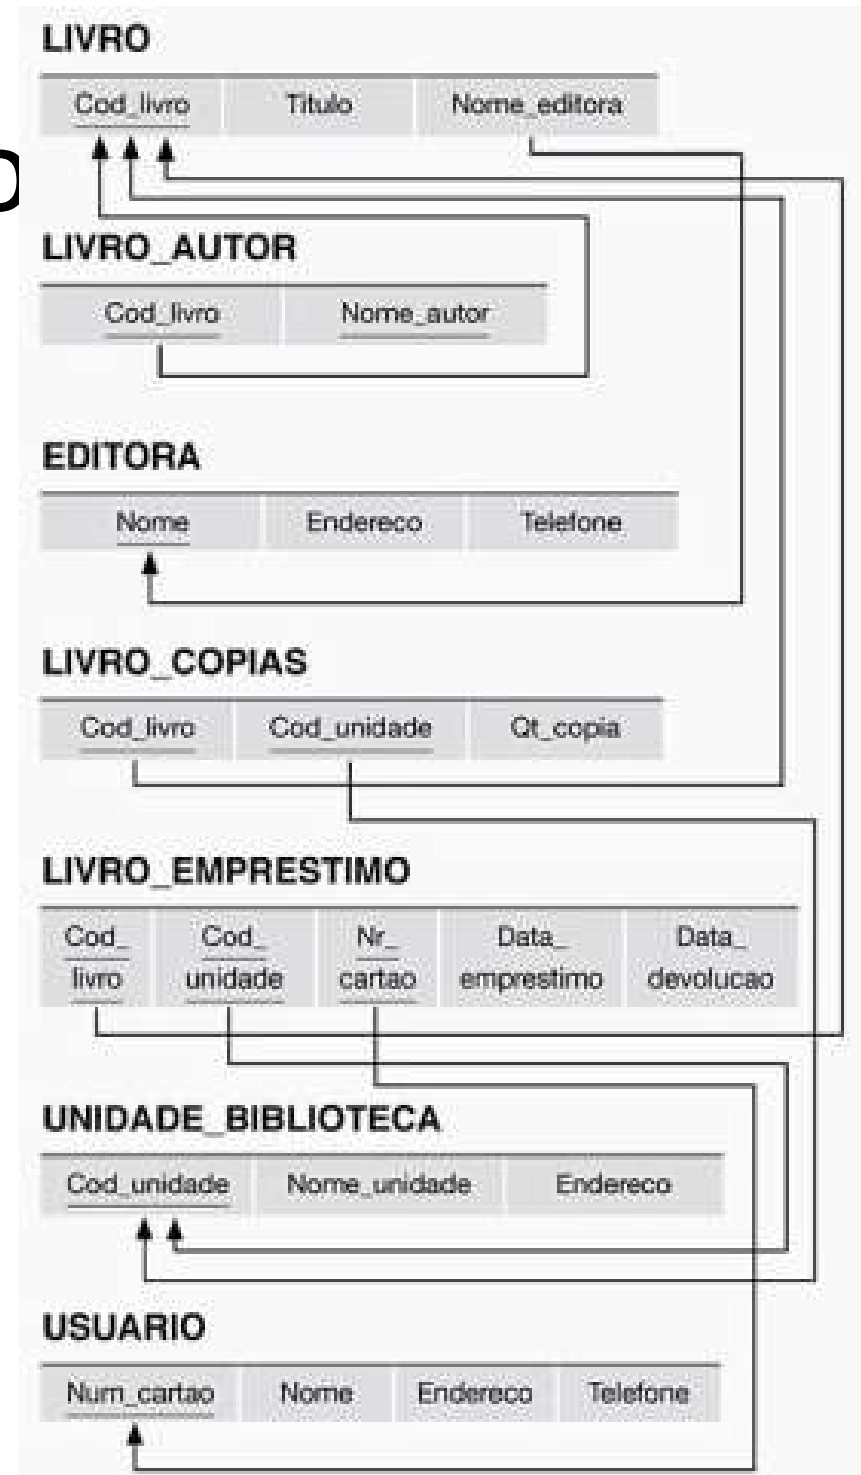 LIVRO
Cod_livro Titulo Nome_editora
LIVRO_AUTOR
Cod_livro Nome_autor
EDITORA
Nome Endereco Telefone
LIVRO_COPIAS
Cod_livro Cod_unidade Qt_copia
LIVRO_EMPRESTIMO
Cod_ Cod_ Nr_ Data_ Data_
livro unidade cartao emprestimo devolucao
UNIDADE_BIBLIOTECA
Cod_unidade Nome_unidade Endereco
USUARIO
Num_cartao Nome Endereco Telefone